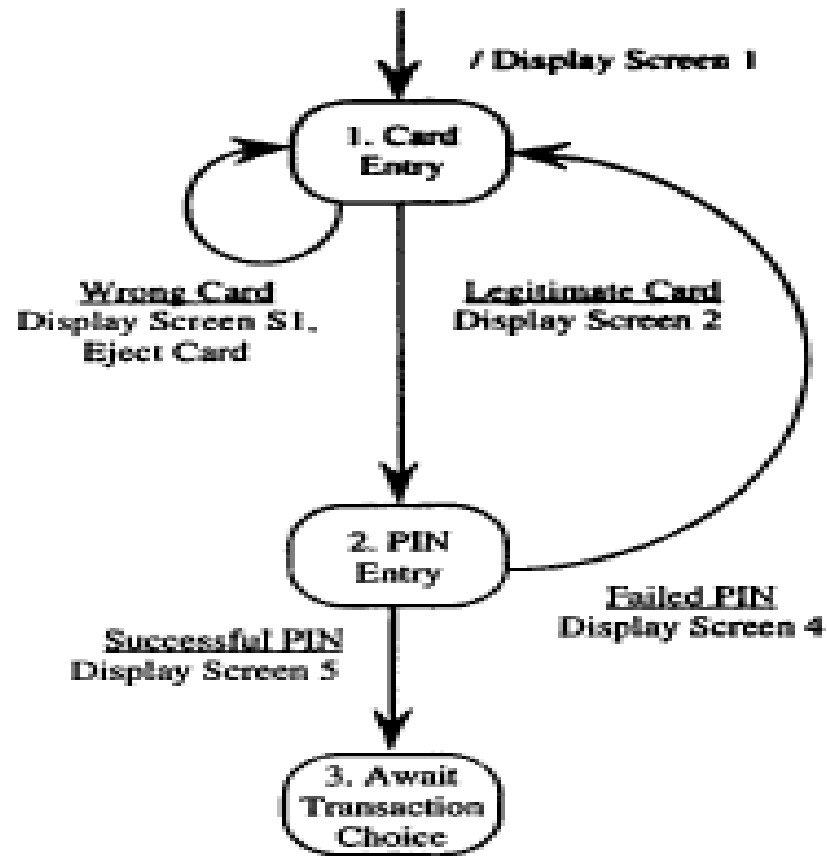 / Display Screen 1
1. Card
Entry
Wrong Card
Display Screen S1,
Eject Card
Legitimate Card
Display Screen 2
2. PIN
Entry
Failed PIN
Display Screen 4
Successful PIN
Display Screen 5
3. Await
Transaction
Choice